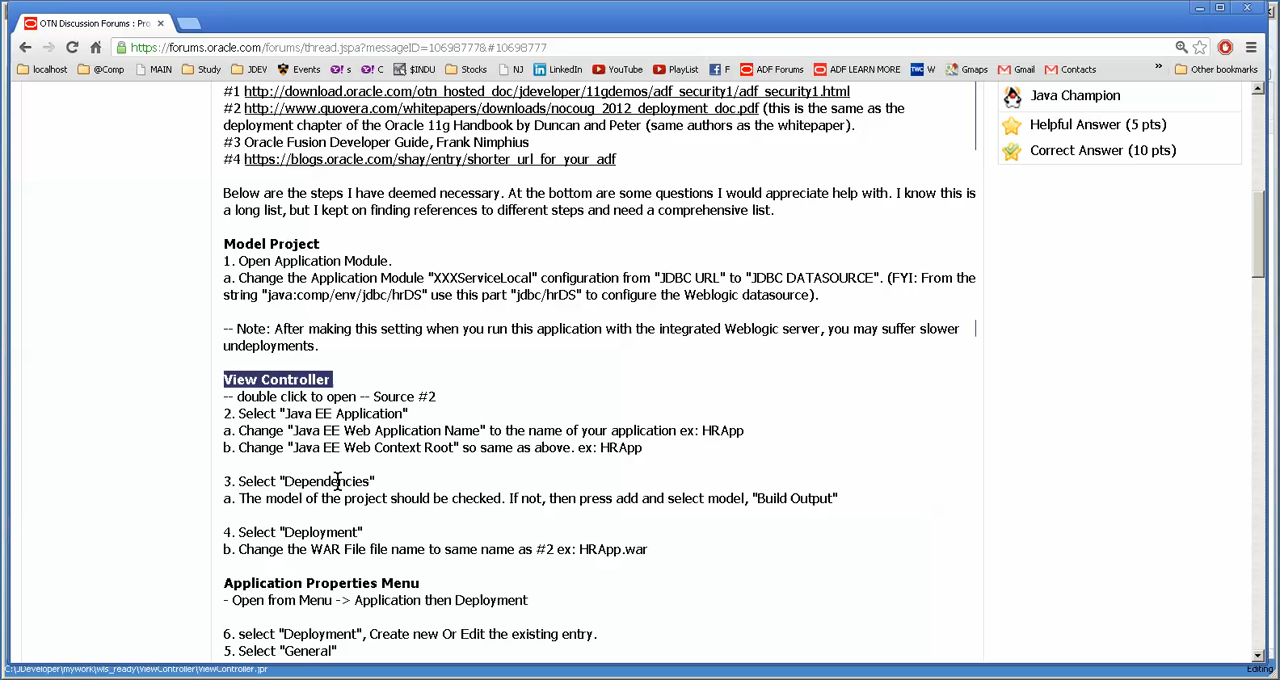 OTN Discussion Forums : Pro
https://forums.oracle.com/forums/thread.jspa?messageID=10698777&#10698777
localhost @Comp MAIN Study JDEV Events Y! s Y! C $INDU Stocks NJ LinkedIn YouTube PlayList F ADF Forums ADF LEARN MORE W Gmaps Gmail Contacts » Other bookmarks
#1 http://download.oracle.com/otn_hosted_doc/jdeveloper/11gdemos/adf_security1/adf_security1.html
#2 http://www.quovera.com/whitepapers/downloads/nocoug_2012_deployment_doc.pdf (this is the same as the
deployment chapter of the Oracle 11g Handbook by Duncan and Peter (same authors as the whitepaper).
#3 Oracle Fusion Developer Guide, Frank Nimphius
#4 https://blogs.oracle.com/shay/entry/shorter_url_for_your_adf
Java Champion
Helpful Answer (5 pts)
Correct Answer (10 pts)
Below are the steps I have deemed necessary. At the bottom are some questions I would appreciate help with. I know this is
a long list, but I kept on finding references to different steps and need a comprehensive list.
Model Project
1. Open Application Module.
a. Change the Application Module "XXXServiceLocal" configuration from "JDBC URL" to "JDBC DATASOURCE". (FYI: From the
string "java:comp/env/jdbc/hrDS" use this part "jdbc/hrDS" to configure the Weblogic datasource).
-- Note: After making this setting when you run this application with the integrated Weblogic server, you may suffer slower
undeployments.
View Controller
-- double click to open -- Source #2
2. Select "Java EE Application"
a. Change "Java EE Web Application Name" to the name of your application ex: HRApp
b. Change "Java EE Web Context Root" so same as above. ex: HRApp
3. Select "Dependencies"
a. The model of the project should be checked. If not, then press add and select model, "Build Output"
4. Select "Deployment"
b. Change the WAR File file name to same name as #2 ex: HRApp.war
Application Properties Menu
- Open from Menu -> Application then Deployment
6. select "Deployment", Create new Or Edit the existing entry.
5. Select "General"
C:\JDeveloper\mywork\wls_ready\ViewController\ViewController.jpr
Editing